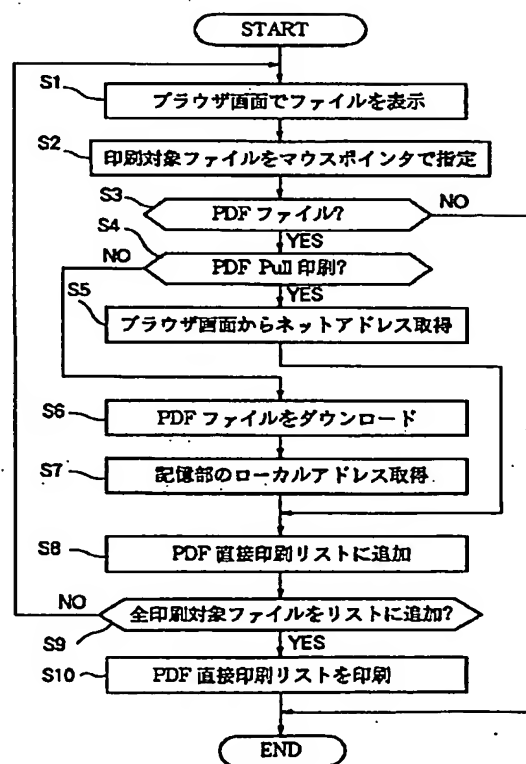 START
S1
ブラウザ画面でファイルを表示
S2
印刷対象ファイルをマウスポインタで指定
S3
PDF ファイル?
NO
YES
S4
NO
PDF Pull 印刷?
YES
S5
ブラウザ画面からネットアドレス取得
S6
PDF ファイルをダウンロード
S7
記憶部のローカルアドレス取得
S8
PDF 直接印刷リストに追加
NO
全印刷対象ファイルをリストに追加?
S9
YES
S10
PDF 直接印刷リストを印刷
END